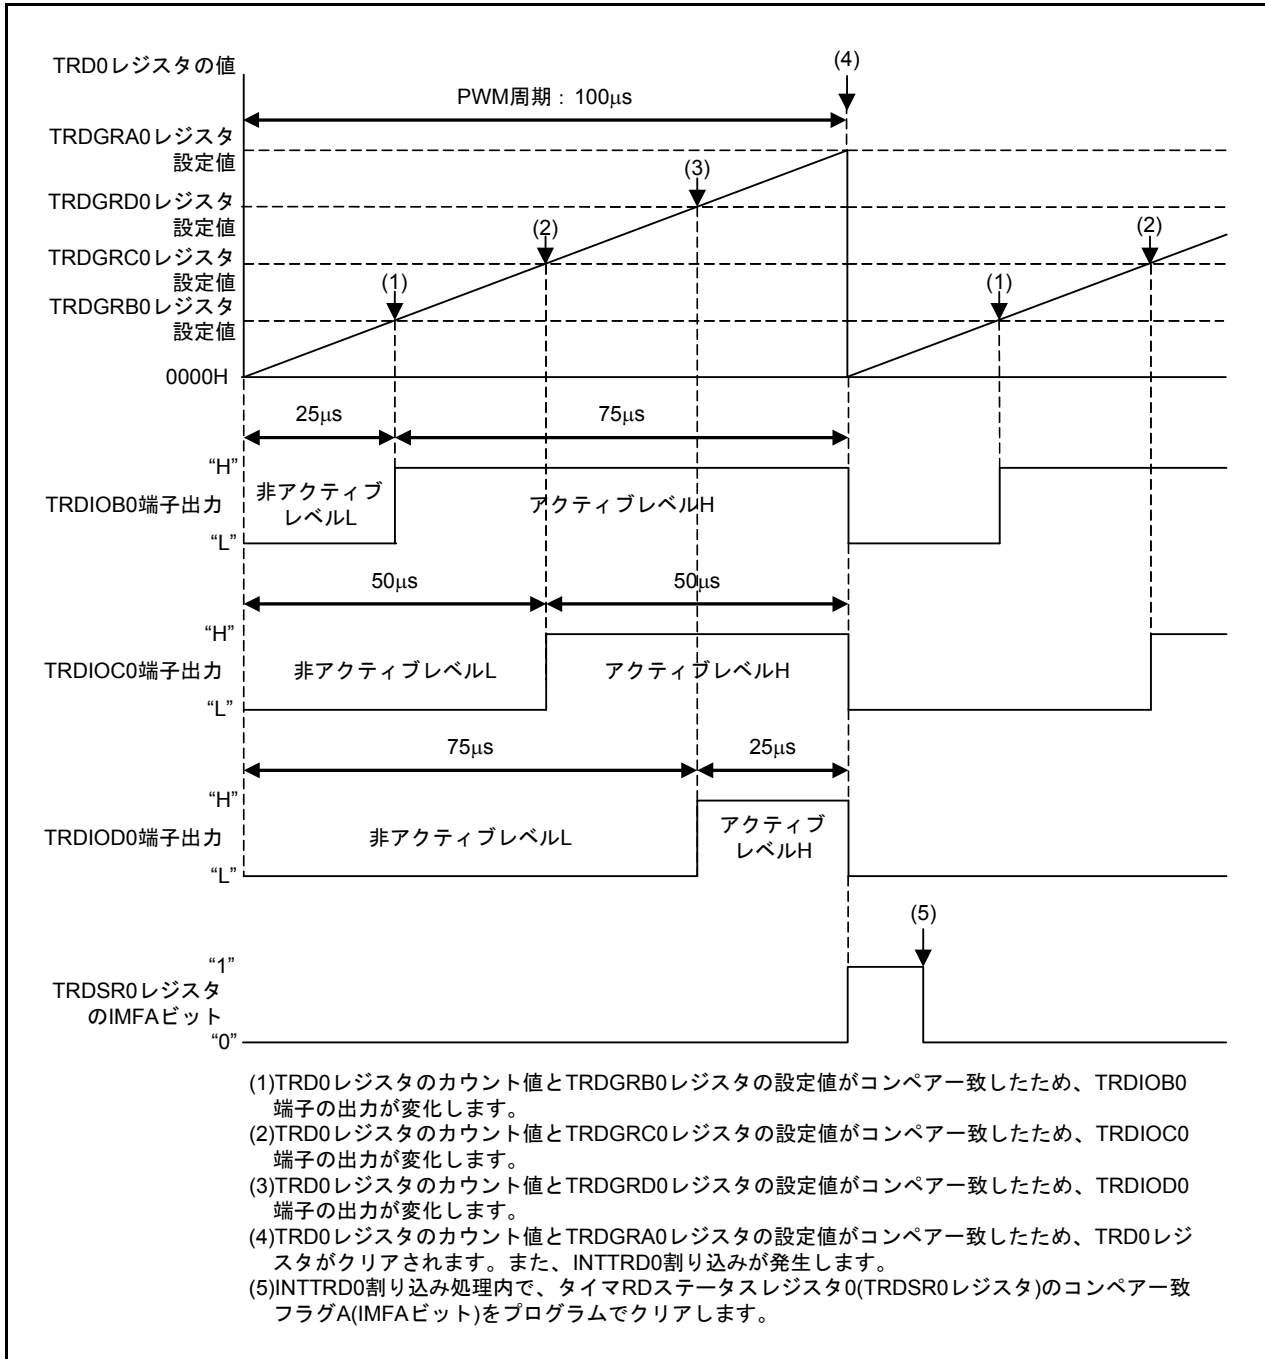 (4)
TRD0レジスタの値
PWM周期：100μs
TRDGRA0レジスタ
設定値
(3)
TRDGRD0レジスタ
設定値
(2)
(2)
TRDGRC0レジスタ
設定値
(1)
(1)
TRDGRB0レジスタ
設定値
0000H
25μs
75μs
“H”
TRDIOB0端子出力
非アクティブ
レベルL
アクティブレベルH
“L”
50μs
50μs
“H”
TRDIOC0端子出力
非アクティブレベルL
アクティブレベルH
“L”
75μs
25μs
“H”
TRDIOD0端子出力
非アクティブレベルL
アクティブ
レベルH
“L”
(5)
“1”
TRDSR0レジスタ
のIMFAビット
“0”
(1)TRD0レジスタのカウント値とTRDGRB0レジスタの設定値がコンペアー致したため、TRDIOB0
端子の出力が変化します。
(2)TRD0レジスタのカウント値とTRDGRC0レジスタの設定値がコンペアー致したため、TRDIOC0
端子の出力が変化します。
(3)TRD0レジスタのカウント値とTRDGRD0レジスタの設定値がコンペアー致したため、TRDIOD0
端子の出力が変化します。
(4)TRD0レジスタのカウント値とTRDGRA0レジスタの設定値がコンペアー致したため、TRD0レジ
スタがクリアされます。また、INTTRD0割り込みが発生します。
(5)INTTRD0割り込み処理内で、タイマRDステータスレジスタ0(TRDSR0レジスタ)のコンペアー致
フラグA(IMFAビット)をプログラムでクリアします。